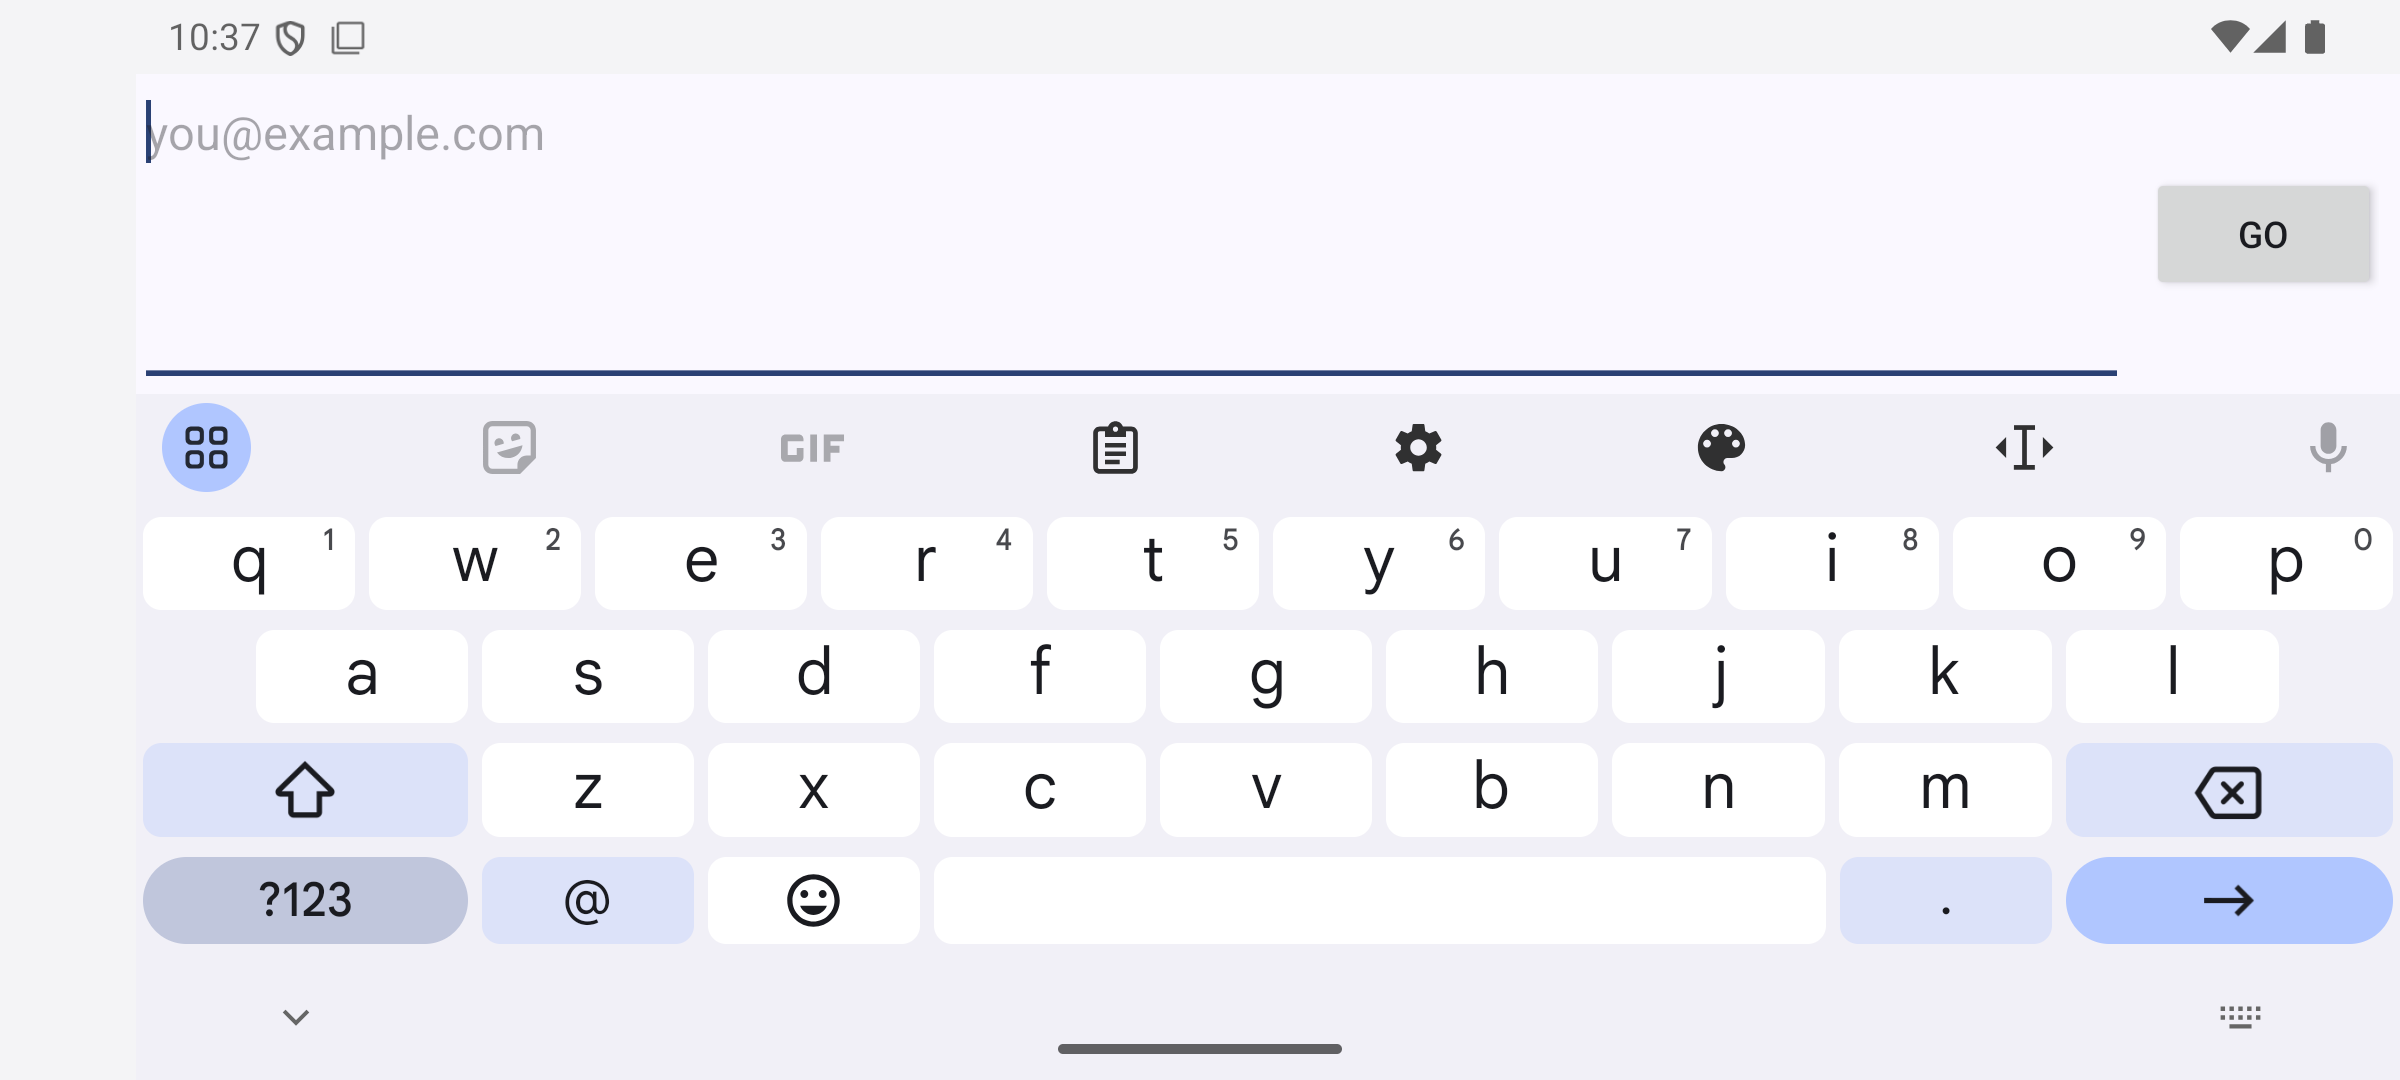 10:37
you@example.com
GO
GIF
q 1 w 2 e 3 r 4 t 5 y 6 u 7 i 8 o 9 p 0
a s d f g h j k l
z x c v b n m
?123 @ .